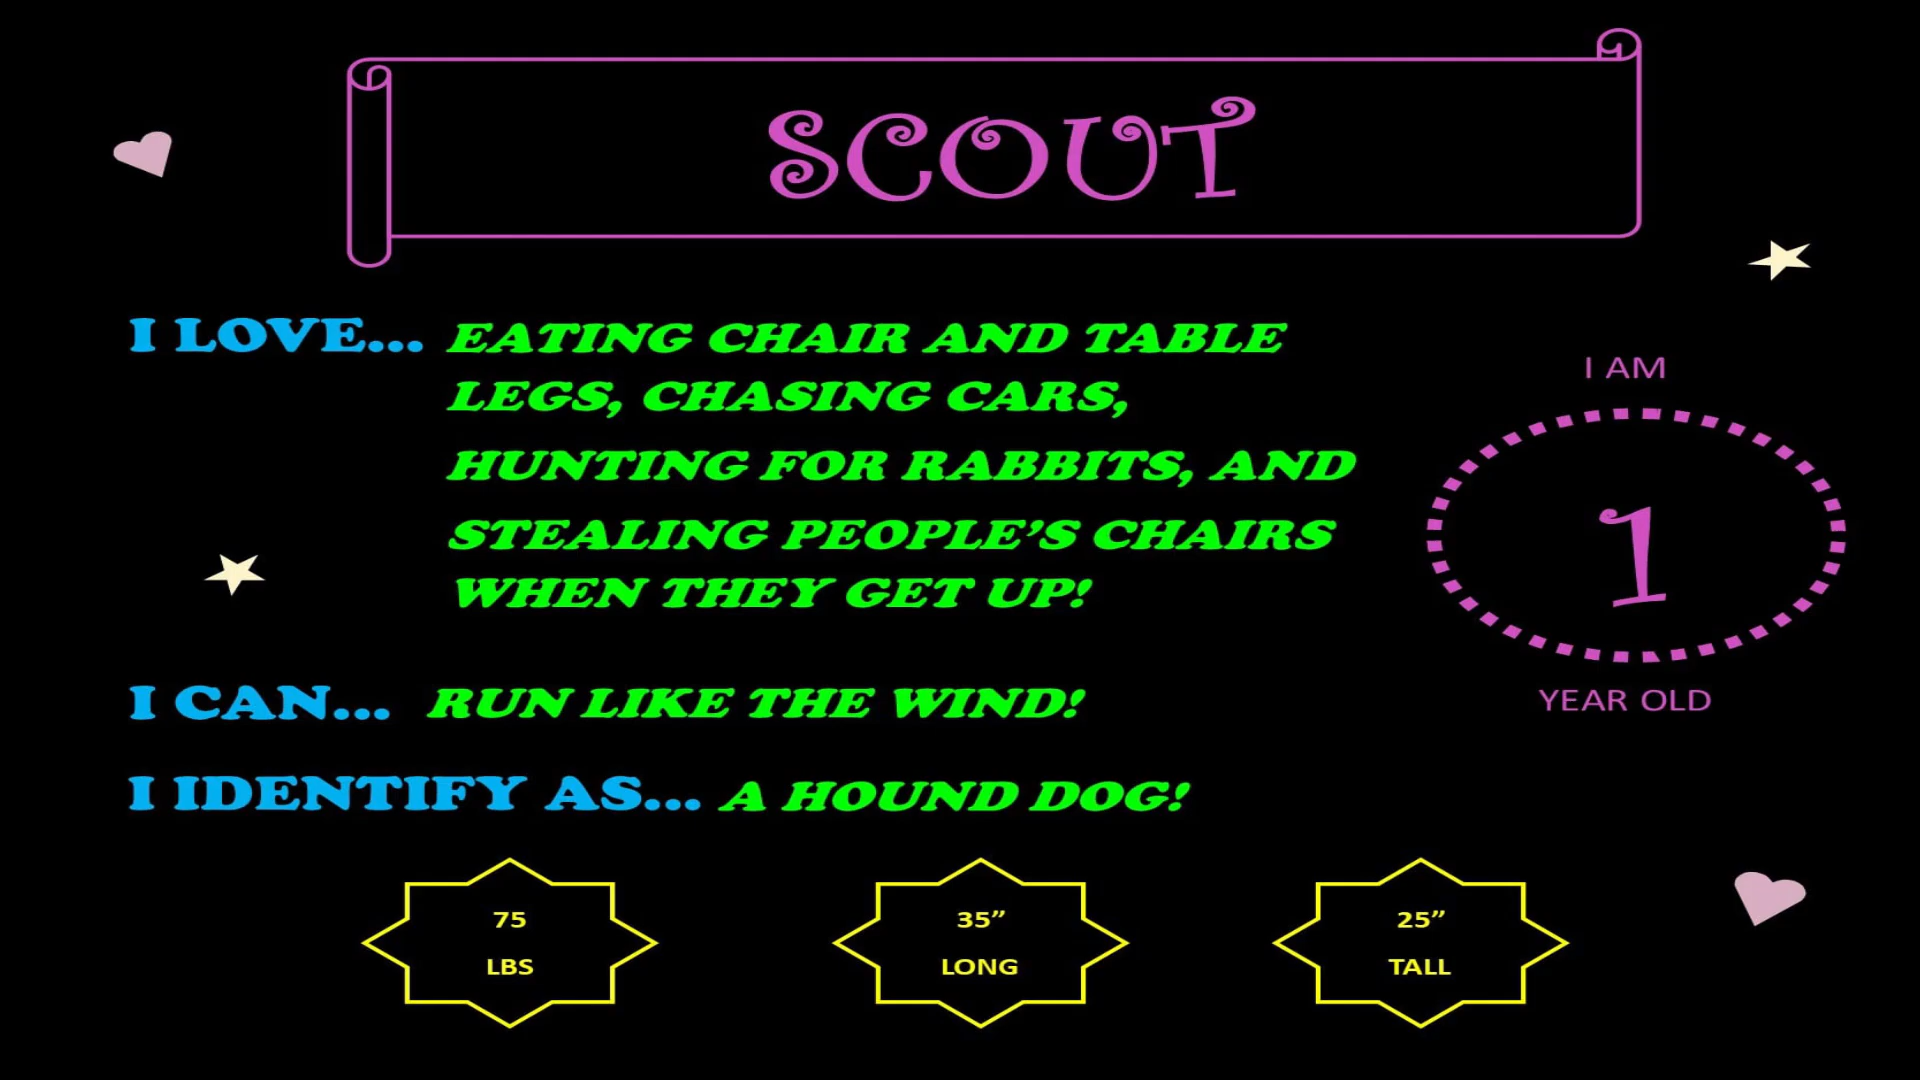 SCOUT
I LOVE... EATING CHAIR AND TABLE
LEGS, CHASING CARS,
HUNTING FOR RABBITS, AND
STEALING PEOPLE’S CHAIRS
WHEN THEY GET UP!
I AM
1
YEAR OLD
I CAN... RUN LIKE THE WIND!
I IDENTIFY AS... A HOUND DOG!
75
LBS
35”
LONG
25”
TALL